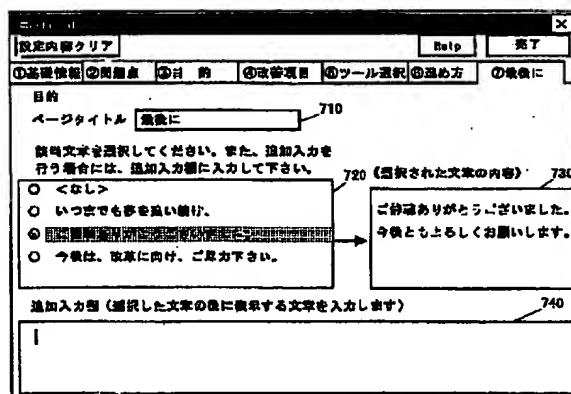 設定内容クリア
Help
完了
①基礎情報 ②問題点 ③目 的 ④改善項目 ⑤ツール選択 ⑥進め方 ⑦最後に
目的
ページタイトル 最後に
710
該当文章を選択してください。また、追加入力を
行う場合には、追加入力欄に入力して下さい。
720
(選択された文章の内容)
730
<なし>
いつまでも夢を追い続け、
今後は、改革に向け、ご尽力下さい。
ご静聴ありがとうございました。
今後ともよろしくお願いします。
追加入力欄(選択した文章の後に表示する文章を入力します)
740